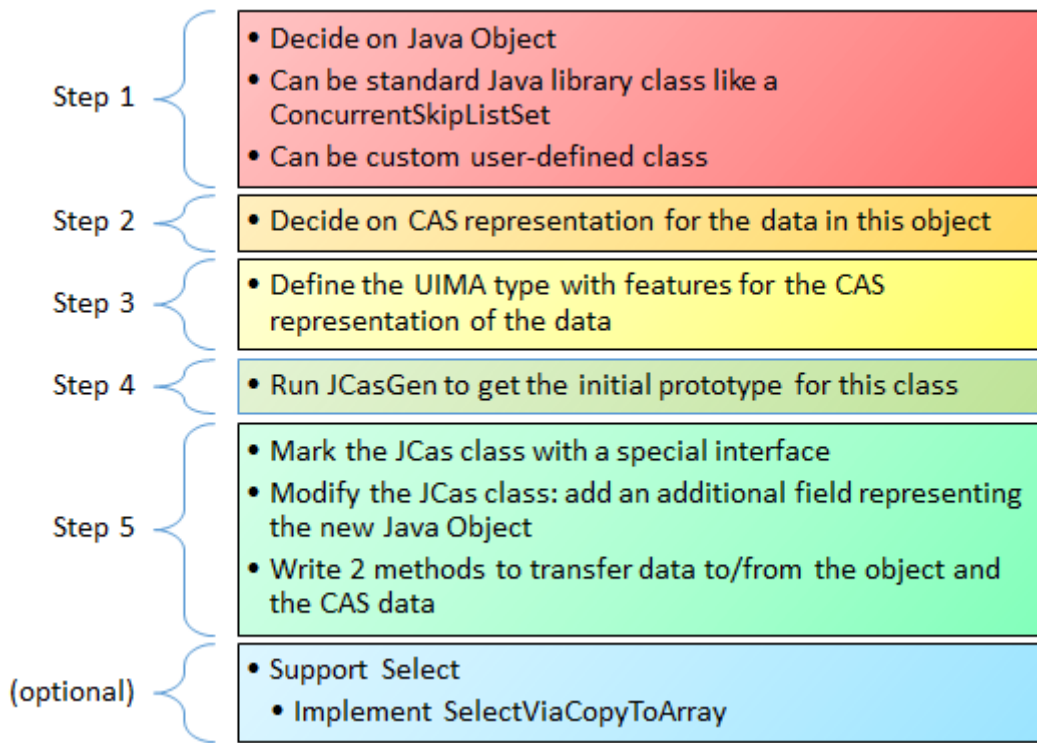 Step 1
• Decide on Java Object
• Can be standard Java library class like a
ConcurrentSkipListSet
• Can be custom user-defined class
Step 2
• Decide on CAS representation for the data in this object
Step 3
• Define the UIMA type with features for the CAS
representation of the data
Step 4
• Run JCasGen to get the initial prototype for this class
Step 5
• Mark the JCas class with a special interface
• Modify the JCas class: add an additional field representing
the new Java Object
• Write 2 methods to transfer data to/from the object and
the CAS data
(optional)
• Support Select
• Implement SelectViaCopyToArray